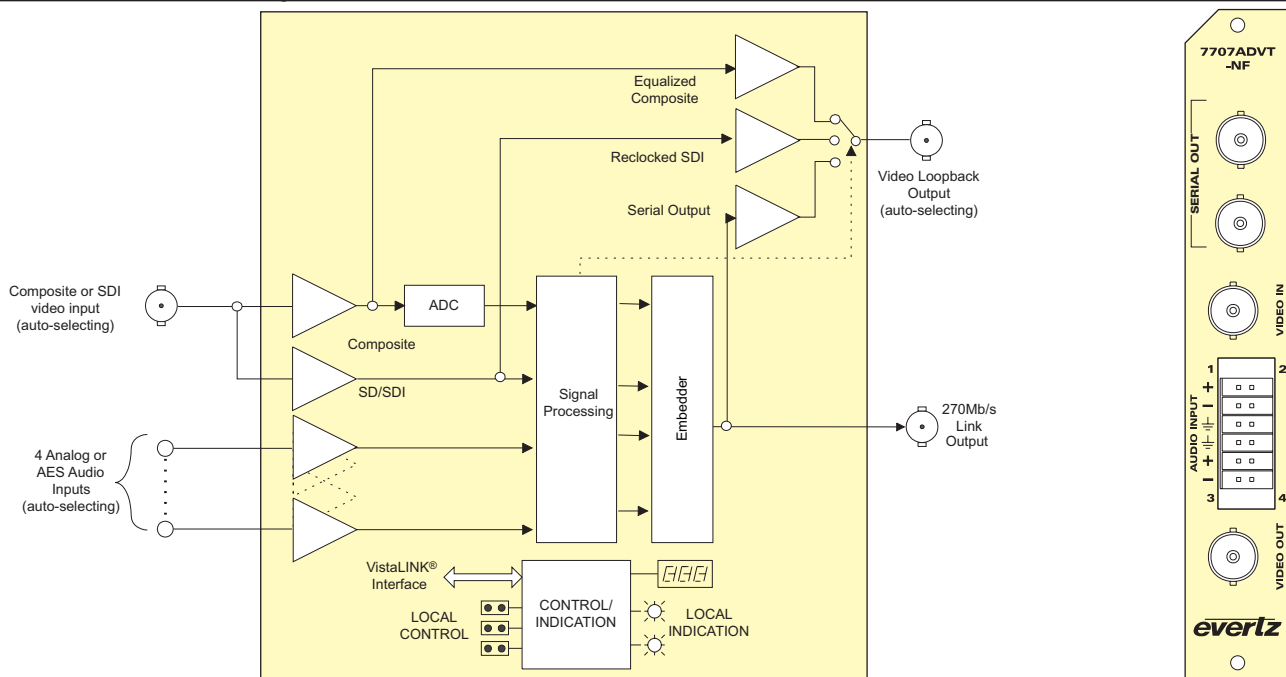 Equalized
Composite
Reclocked SDI
Serial Output
Video Loopback
Output
(auto-selecting)
Composite or SDI
video input
(auto-selecting)
ADC
Composite
SD/SDI
Signal
Processing
Embedder
270Mb/s
Link
Output
4 Analog or
AES Audio
Inputs
(auto-selecting)
VistaLINK®
Interface
LOCAL
CONTROL
CONTROL/
INDICATION
LOCAL
INDICATION
7707ADVT
-NF
SERIAL OUT
VIDEO IN
1 2
+
-
AUDIO INPUT
+
-
3 4
VIDEO OUT
evertz